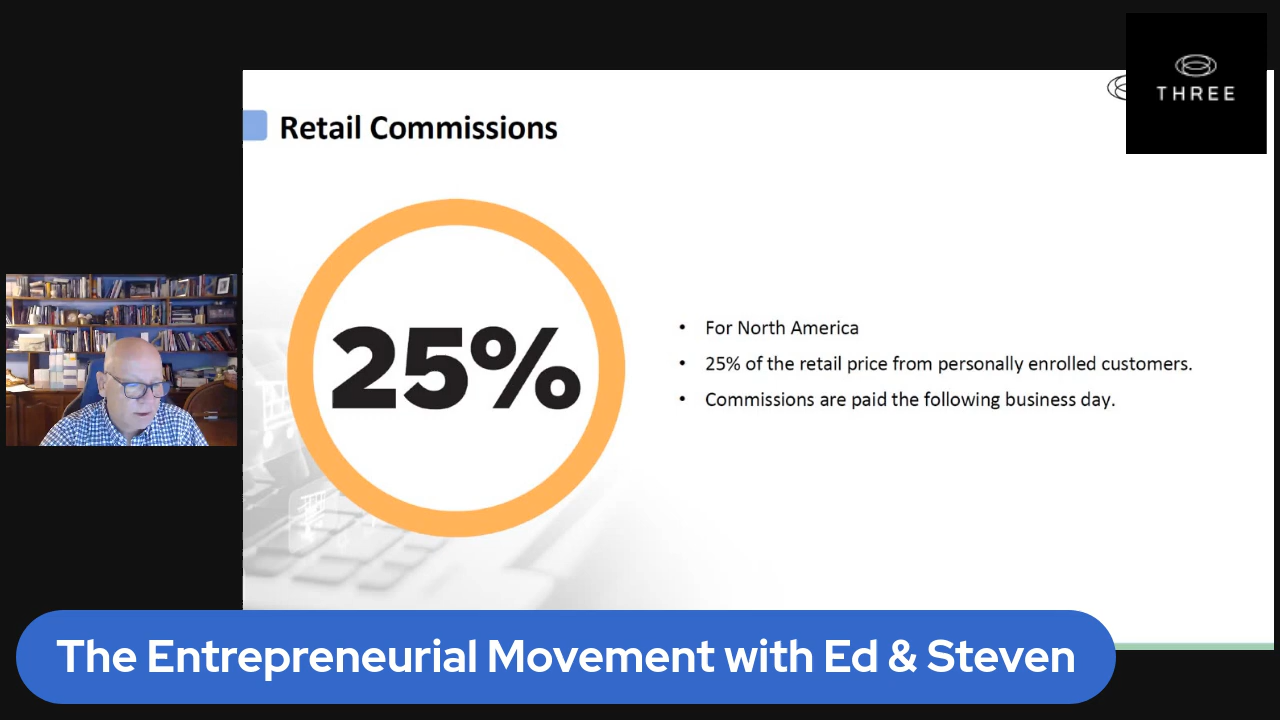 THREE
Retail Commissions
25%
• For North America
• 25% of the retail price from personally enrolled customers.
• Commissions are paid the following business day.
The Entrepreneurial Movement with Ed & Steven